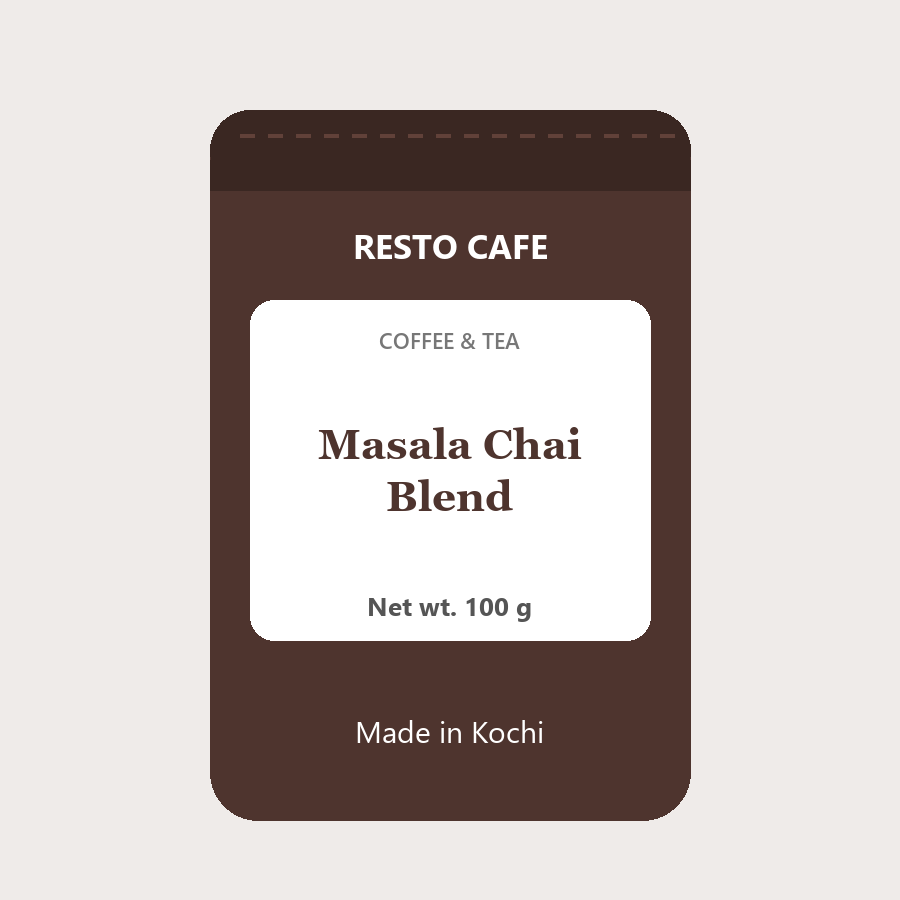 RESTO CAFE
COFFEE & TEA
Masala Chai
Blend
Net wt. 100 g
Made in Kochi